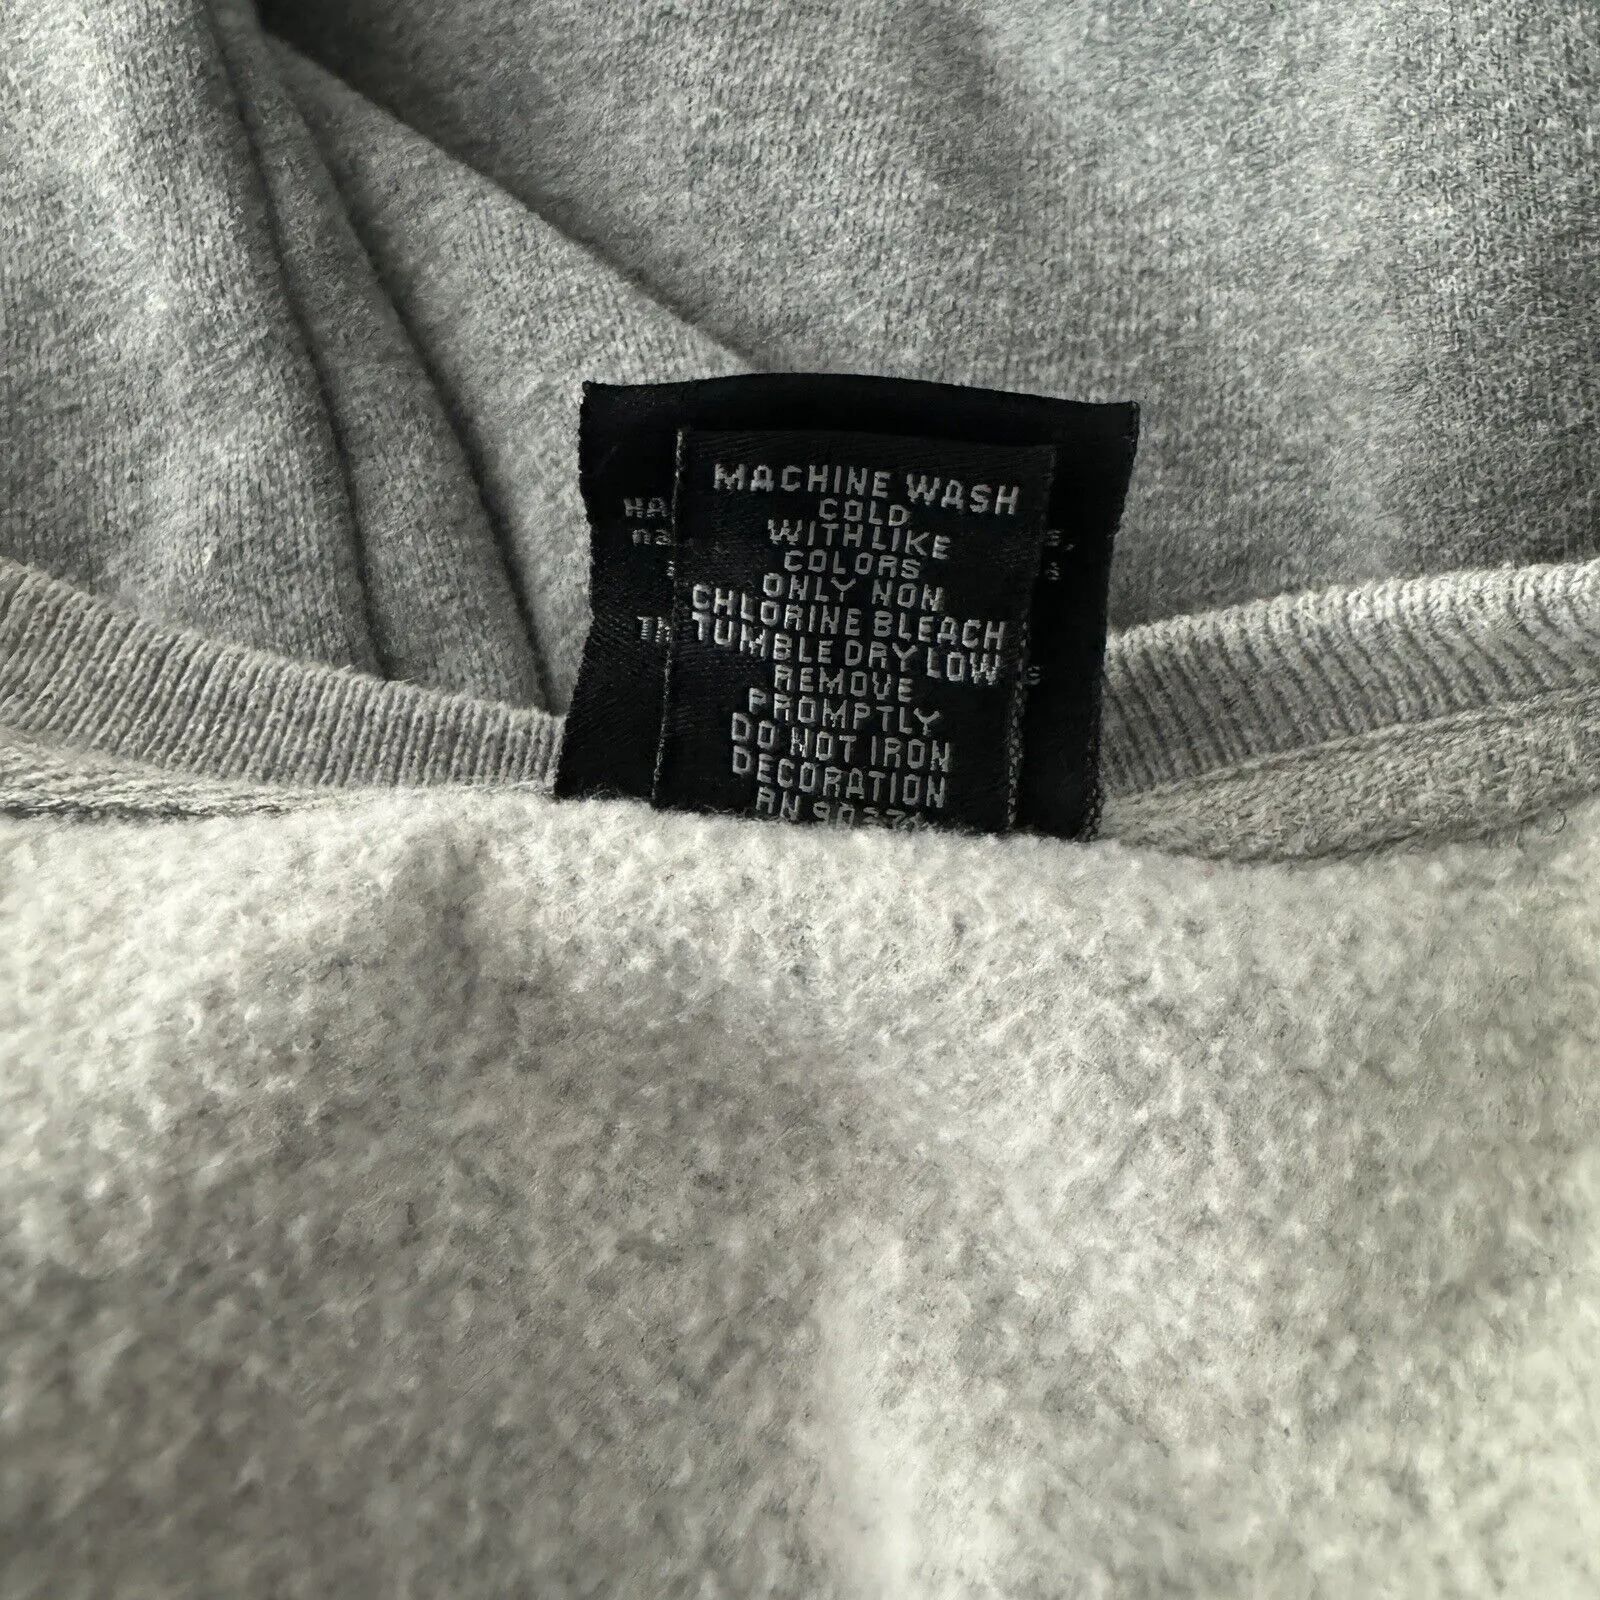 MACHINE WASH
COLD
WITH LIKE
COLORS
ONLY NON
CHLORINE BLEACH
TUMBLE DRY LOW
REMOVE
PROMPTLY
DO NOT IRON
DECORATION
RN